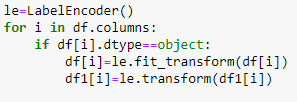 le=LabelEncoder()
for i in df.columns:
    if df[i].dtype==object:
        df[i]=le.fit_transform(df[i])
        df1[i]=le.transform(df1[i])